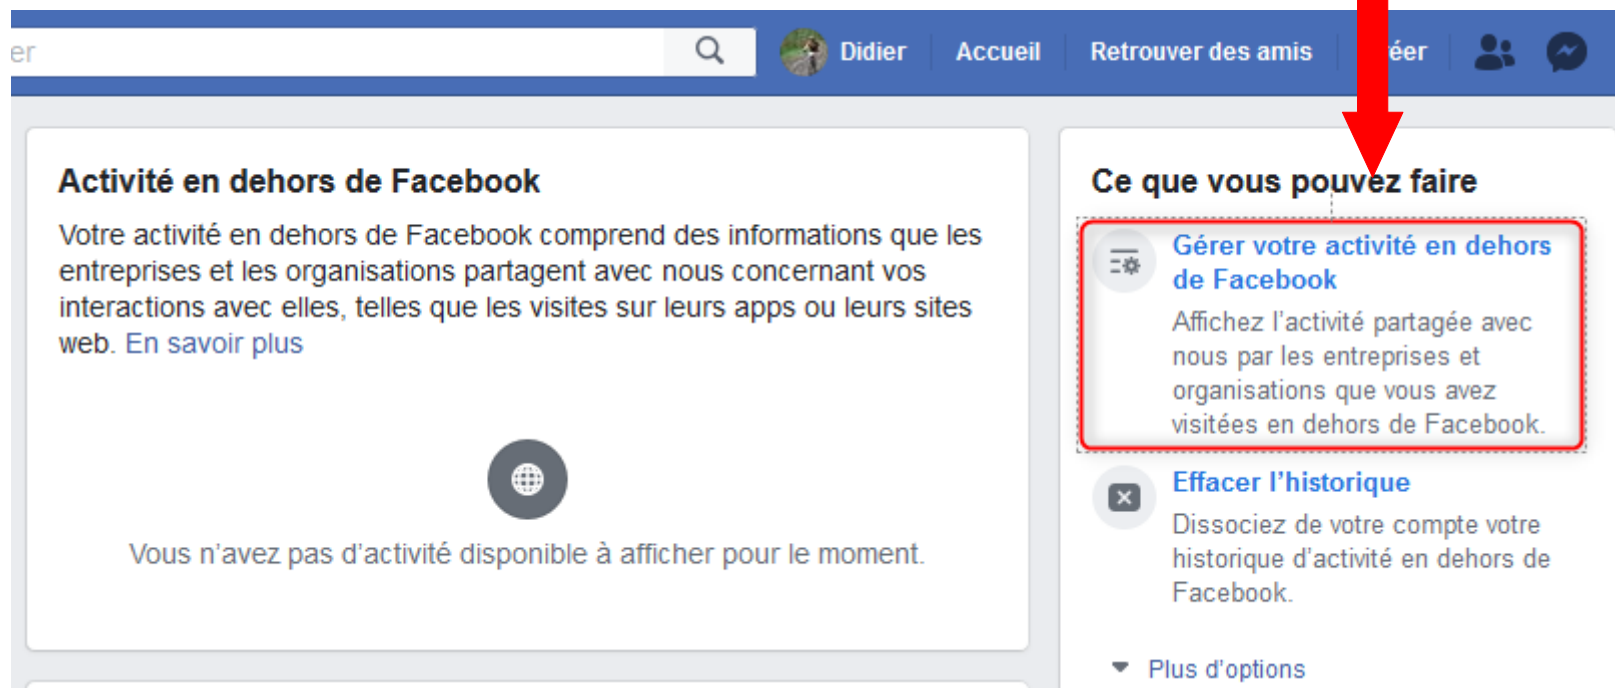 er
Didier
Accueil
Retrouver des amis
éer
Activité en dehors de Facebook
Votre activité en dehors de Facebook comprend des informations que les
entreprises et les organisations partagent avec nous concernant vos
interactions avec elles, telles que les visites sur leurs apps ou leurs sites
web. En savoir plus
Vous n’avez pas d’activité disponible à afficher pour le moment.
Ce que vous pouvez faire
Gérer votre activité en dehors
de Facebook
Affichez l’activité partagée avec
nous par les entreprises et
organisations que vous avez
visitées en dehors de Facebook.
Effacer l’historique
Dissociez de votre compte votre
historique d’activité en dehors de
Facebook.
Plus d’options